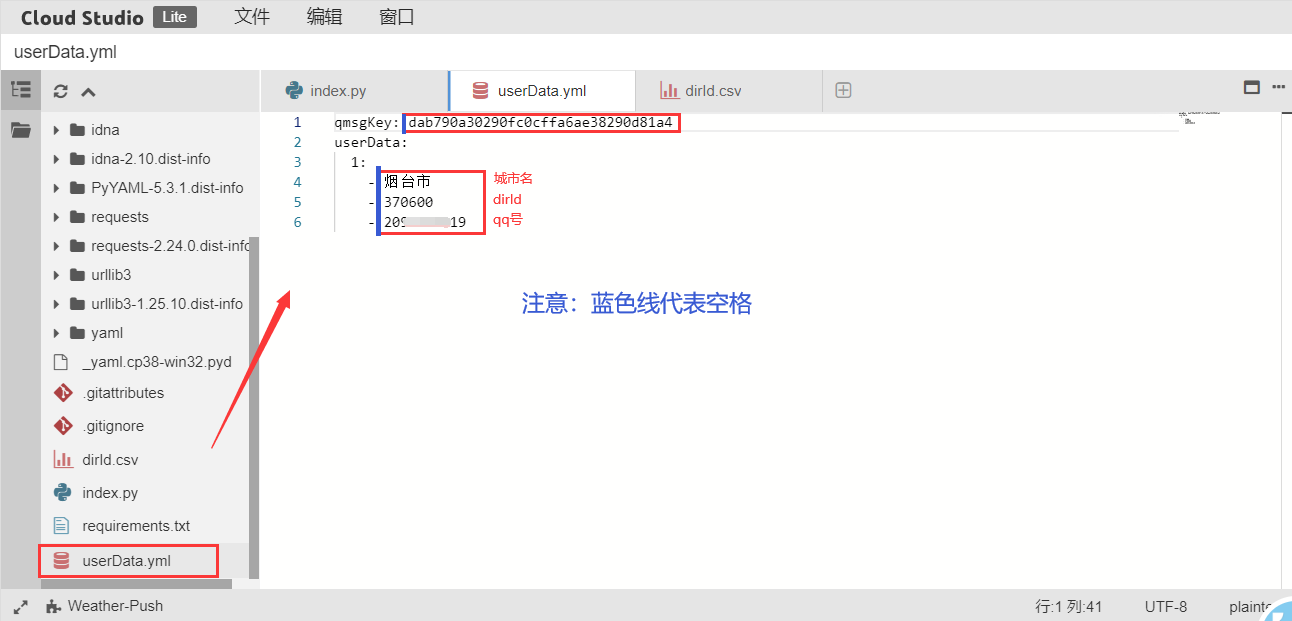 Cloud Studio Lite 文件 编辑 窗口
userData.yml
index.py userData.yml dirId.csv
idna
idna-2.10.dist-info
PyYAML-5.3.1.dist-info
requests
requests-2.24.0.dist-info
urllib3
urllib3-1.25.10.dist-info
yaml
_yaml.cp38-win32.pyd
.gitattributes
.gitignore
dirId.csv
index.py
requirements.txt
userData.yml
1 qmsgKey: dab790a30290fc0cffa6ae38290d81a4
2 userData:
3 1:
4 - 烟台市 城市名
5 - 370600 dirId
6 - 209 19 qq号
注意：蓝色线代表空格
Weather-Push 行:1 列:41 UTF-8 plainte